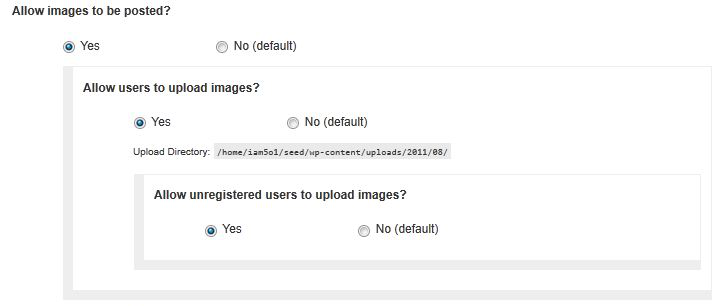 Allow images to be posted?
Yes No (default)
Allow users to upload images?
Yes No (default)
Upload Directory: /home/iam5o1/seed/wp-content/uploads/2011/08/
Allow unregistered users to upload images?
Yes No (default)